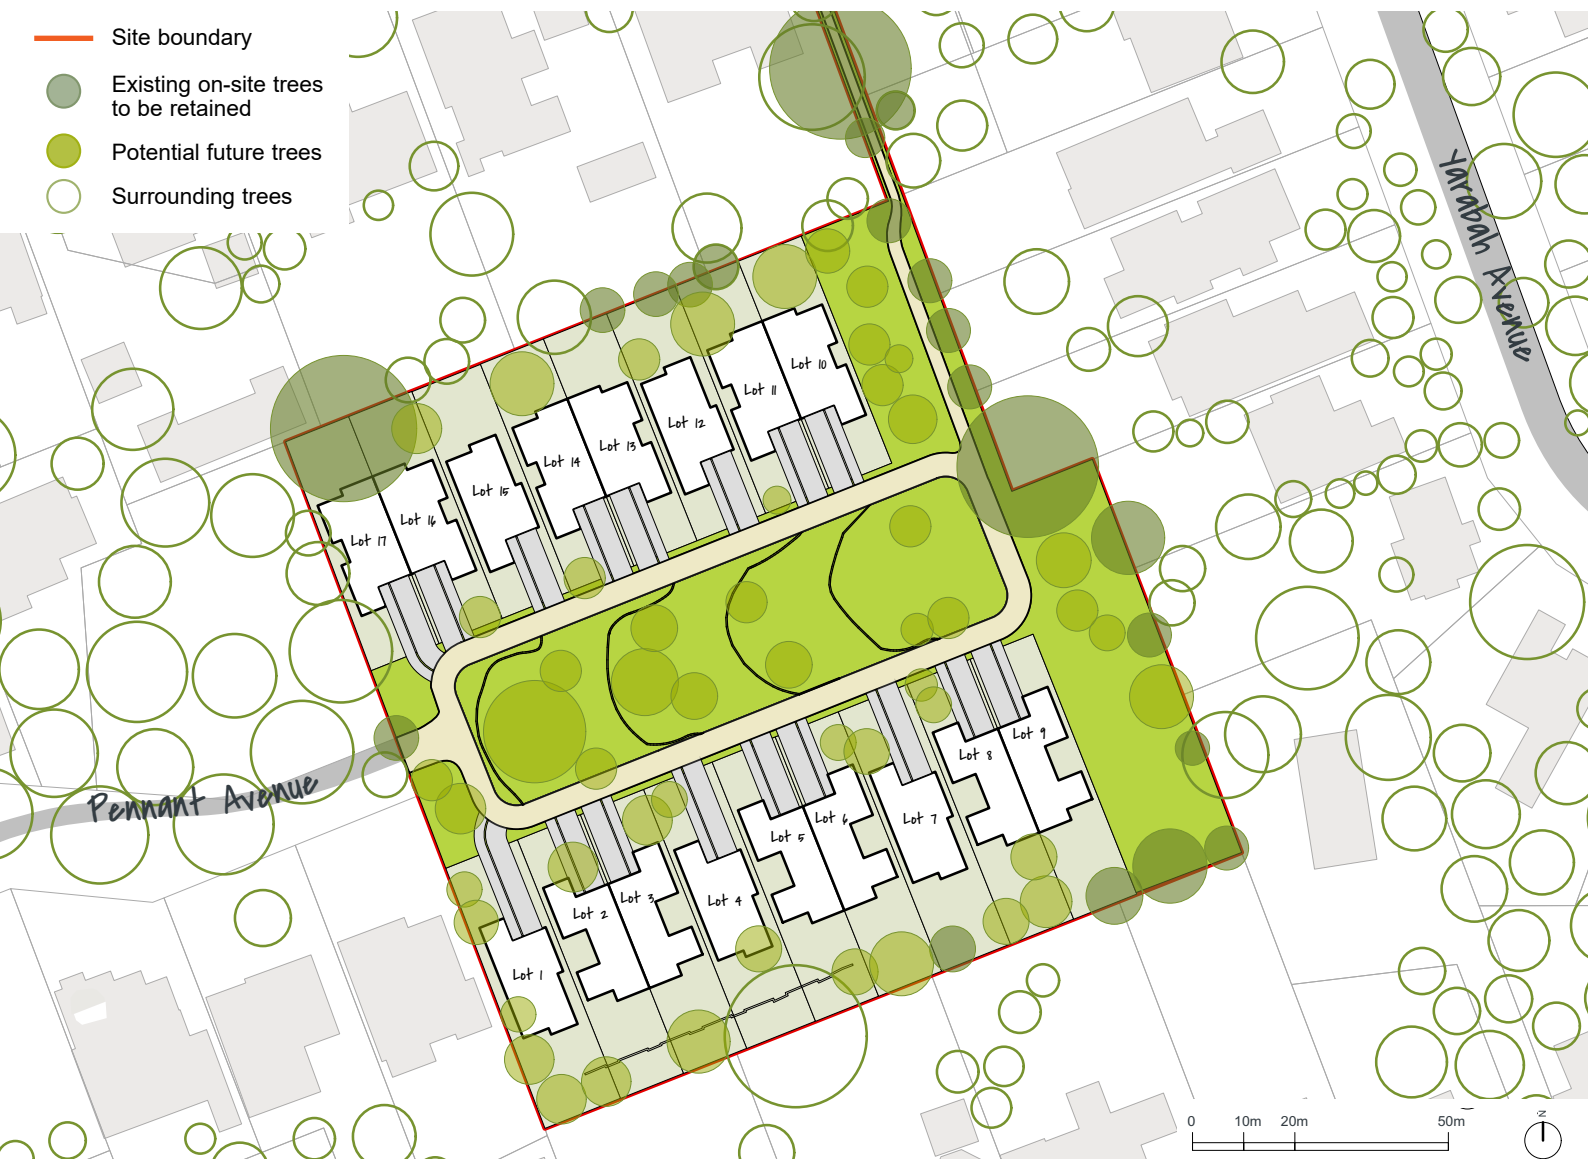 Site boundary
Existing on-site trees
to be retained
Potential future trees
Surrounding trees
Yarabah Avenue
Lot 10
Lot 11
Lot 12
Lot 13
Lot 14
Lot 15
Lot 16
Lot 17
Pennant Avenue
Lot 9
Lot 8
Lot 7
Lot 6
Lot 5
Lot 4
Lot 3
Lot 2
Lot 1
0 10m 20m 50m
N